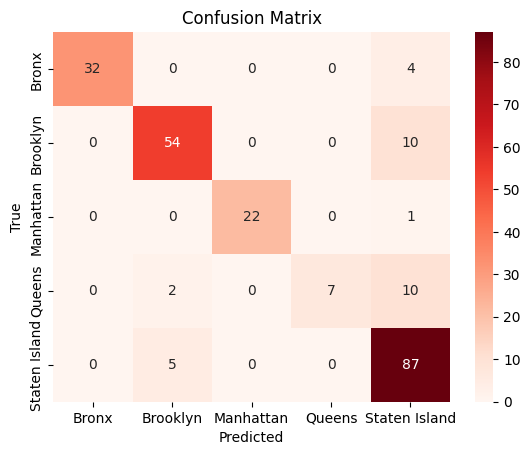 Confusion Matrix
True
Bronx
32 0 0 0 4
Brooklyn
0 54 0 0 10
Manhattan
0 0 22 0 1
Queens
0 2 0 7 10
Staten Island
0 5 0 0 87
Bronx Brooklyn Manhattan Queens Staten Island
Predicted
80
70
60
50
40
30
20
10
0